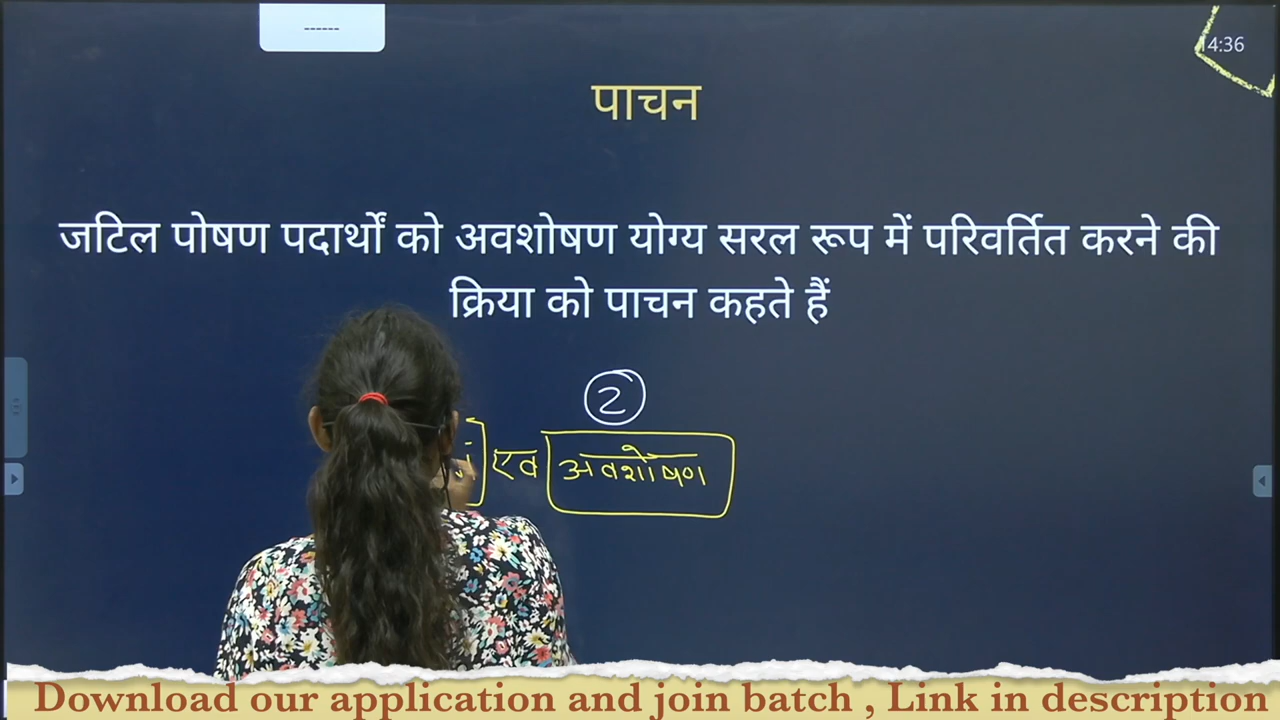 ------
4:36
पाचन
जटिल पोषण पदार्थों को अवशोषण योग्य सरल रूप में परिवर्तित करने की
क्रिया को पाचन कहते हैं
2
एव अवशोषण
Download our application and join batch , Link in description